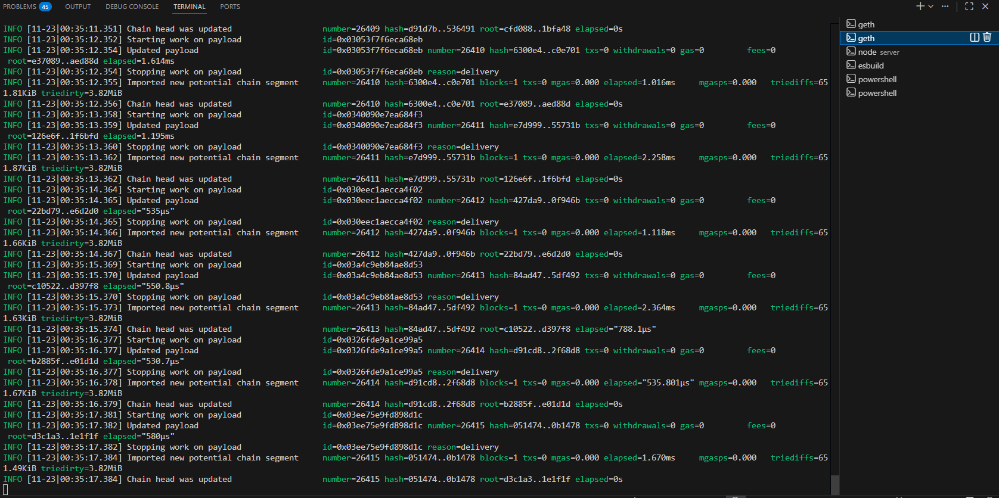 PROBLEMS 45 OUTPUT DEBUG CONSOLE TERMINAL PORTS
INFO [11-23|00:35:11.351] Chain head was updated number=26409 hash=d91d7b..536491 root=cfd088..1bfa48 elapsed=0s
INFO [11-23|00:35:12.352] Starting work on payload id=0x03053f7f6eca68eb
INFO [11-23|00:35:12.354] Updated payload id=0x03053f7f6eca68eb number=26410 hash=6300e4..c0e701 txs=0 withdrawals=0 gas=0 fees=0
root=e37089..aed88d elapsed=1.614ms
INFO [11-23|00:35:12.354] Stopping work on payload id=0x03053f7f6eca68eb reason=delivery
INFO [11-23|00:35:12.355] Imported new potential chain segment number=26410 hash=6300e4..c0e701 blocks=1 txs=0 mgas=0.000 elapsed=1.016ms mgasps=0.000 triediffs=65
1.81KiB triedirty=3.82MiB
INFO [11-23|00:35:12.356] Chain head was updated number=26410 hash=6300e4..c0e701 root=e37089..aed88d elapsed=0s
INFO [11-23|00:35:13.358] Starting work on payload id=0x0340090e7ea684f3
INFO [11-23|00:35:13.359] Updated payload id=0x0340090e7ea684f3 number=26411 hash=e7d999..55731b txs=0 withdrawals=0 gas=0 fees=0
root=126e6f..1f6bfd elapsed=1.195ms
INFO [11-23|00:35:13.360] Stopping work on payload id=0x0340090e7ea684f3 reason=delivery
INFO [11-23|00:35:13.362] Imported new potential chain segment number=26411 hash=e7d999..55731b blocks=1 txs=0 mgas=0.000 elapsed=2.258ms mgasps=0.000 triediffs=65
1.87KiB triedirty=3.82MiB
INFO [11-23|00:35:13.362] Chain head was updated number=26411 hash=e7d999..55731b root=126e6f..1f6bfd elapsed=0s
INFO [11-23|00:35:14.364] Starting work on payload id=0x030eec1aecca4f02
INFO [11-23|00:35:14.365] Updated payload id=0x030eec1aecca4f02 number=26412 hash=427da9..0f946b txs=0 withdrawals=0 gas=0 fees=0
root=22bd79..e6d2d0 elapsed="535µs"
INFO [11-23|00:35:14.365] Stopping work on payload id=0x030eec1aecca4f02 reason=delivery
INFO [11-23|00:35:14.366] Imported new potential chain segment number=26412 hash=427da9..0f946b blocks=1 txs=0 mgas=0.000 elapsed=1.118ms mgasps=0.000 triediffs=65
1.66KiB triedirty=3.82MiB
INFO [11-23|00:35:14.367] Chain head was updated number=26412 hash=427da9..0f946b root=22bd79..e6d2d0 elapsed=0s
INFO [11-23|00:35:15.369] Starting work on payload id=0x03a4c9eb84ae8d53
INFO [11-23|00:35:15.370] Updated payload id=0x03a4c9eb84ae8d53 number=26413 hash=84ad47..5df492 txs=0 withdrawals=0 gas=0 fees=0
root=c10522..d397f8 elapsed="550.8µs"
INFO [11-23|00:35:15.370] Stopping work on payload id=0x03a4c9eb84ae8d53 reason=delivery
INFO [11-23|00:35:15.373] Imported new potential chain segment number=26413 hash=84ad47..5df492 blocks=1 txs=0 mgas=0.000 elapsed=2.364ms mgasps=0.000 triediffs=65
1.63KiB triedirty=3.82MiB
INFO [11-23|00:35:15.374] Chain head was updated number=26413 hash=84ad47..5df492 root=c10522..d397f8 elapsed="788.1µs"
INFO [11-23|00:35:16.377] Starting work on payload id=0x0326fde9a1ce99a5
INFO [11-23|00:35:16.377] Updated payload id=0x0326fde9a1ce99a5 number=26414 hash=d91cd8..2f68d8 txs=0 withdrawals=0 gas=0 fees=0
root=b2885f..e01d1d elapsed="530.7µs"
INFO [11-23|00:35:16.377] Stopping work on payload id=0x0326fde9a1ce99a5 reason=delivery
INFO [11-23|00:35:16.378] Imported new potential chain segment number=26414 hash=d91cd8..2f68d8 blocks=1 txs=0 mgas=0.000 elapsed="535.801µs" mgasps=0.000 triediffs=65
1.67KiB triedirty=3.82MiB
INFO [11-23|00:35:16.379] Chain head was updated number=26414 hash=d91cd8..2f68d8 root=b2885f..e01d1d elapsed=0s
INFO [11-23|00:35:17.381] Starting work on payload id=0x03ee75e9fd898d1c
INFO [11-23|00:35:17.382] Updated payload id=0x03ee75e9fd898d1c number=26415 hash=051474..0b1478 txs=0 withdrawals=0 gas=0 fees=0
root=d3c1a3..1e1f1f elapsed="580µs"
INFO [11-23|00:35:17.382] Stopping work on payload id=0x03ee75e9fd898d1c reason=delivery
INFO [11-23|00:35:17.384] Imported new potential chain segment number=26415 hash=051474..0b1478 blocks=1 txs=0 mgas=0.000 elapsed=1.670ms mgasps=0.000 triediffs=65
1.49KiB triedirty=3.82MiB
INFO [11-23|00:35:17.384] Chain head was updated number=26415 hash=051474..0b1478 root=d3c1a3..1e1f1f elapsed=0s
geth
geth
node server
esbuild
powershell
powershell